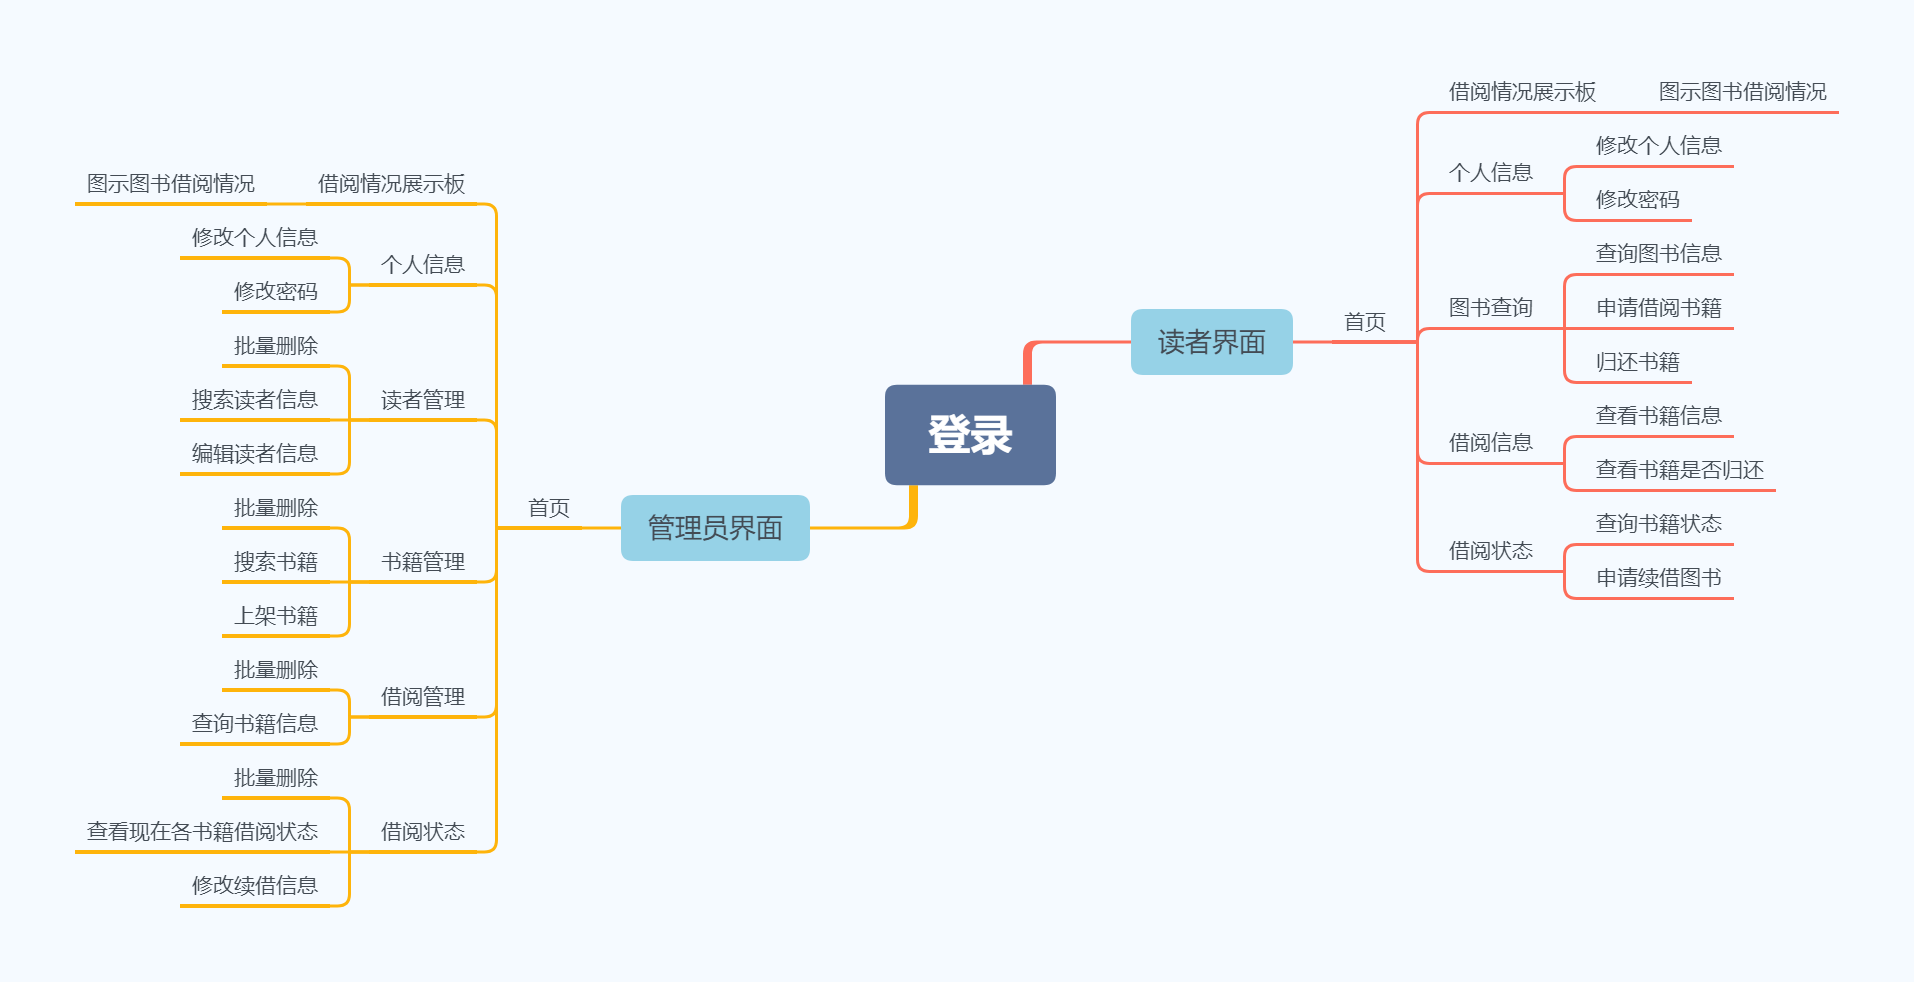 登录
读者界面
首页
借阅情况展示板
图示图书借阅情况
个人信息
修改个人信息
修改密码
图书查询
查询图书信息
申请借阅书籍
归还书籍
借阅信息
查看书籍信息
查看书籍是否归还
借阅状态
查询书籍状态
申请续借图书
管理员界面
首页
借阅情况展示板
图示图书借阅情况
个人信息
修改个人信息
修改密码
读者管理
批量删除
搜索读者信息
编辑读者信息
书籍管理
批量删除
搜索书籍
上架书籍
借阅管理
批量删除
查询书籍信息
借阅状态
批量删除
查看现在各书籍借阅状态
修改续借信息